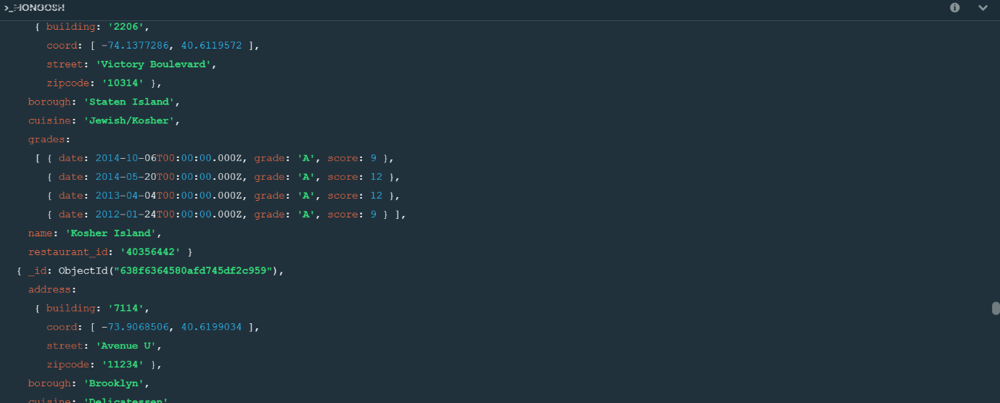 >_MONGOSH
{ building: '2206',
coord: [ -74.1377286, 40.6119572 ],
street: 'Victory Boulevard',
zipcode: '10314' },
borough: 'Staten Island',
cuisine: 'Jewish/Kosher',
grades:
[ { date: 2014-10-06T00:00:00.000Z, grade: 'A', score: 9 },
{ date: 2014-05-20T00:00:00.000Z, grade: 'A', score: 12 },
{ date: 2013-04-04T00:00:00.000Z, grade: 'A', score: 12 },
{ date: 2012-01-24T00:00:00.000Z, grade: 'A', score: 9 } ],
name: 'Kosher Island',
restaurant_id: '40356442' }
{ _id: ObjectId("638f6364580afd745df2c959"),
address:
{ building: '7114',
coord: [ -73.9068506, 40.6199034 ],
street: 'Avenue U',
zipcode: '11234' },
borough: 'Brooklyn',
cuisine: 'Delicatessen'